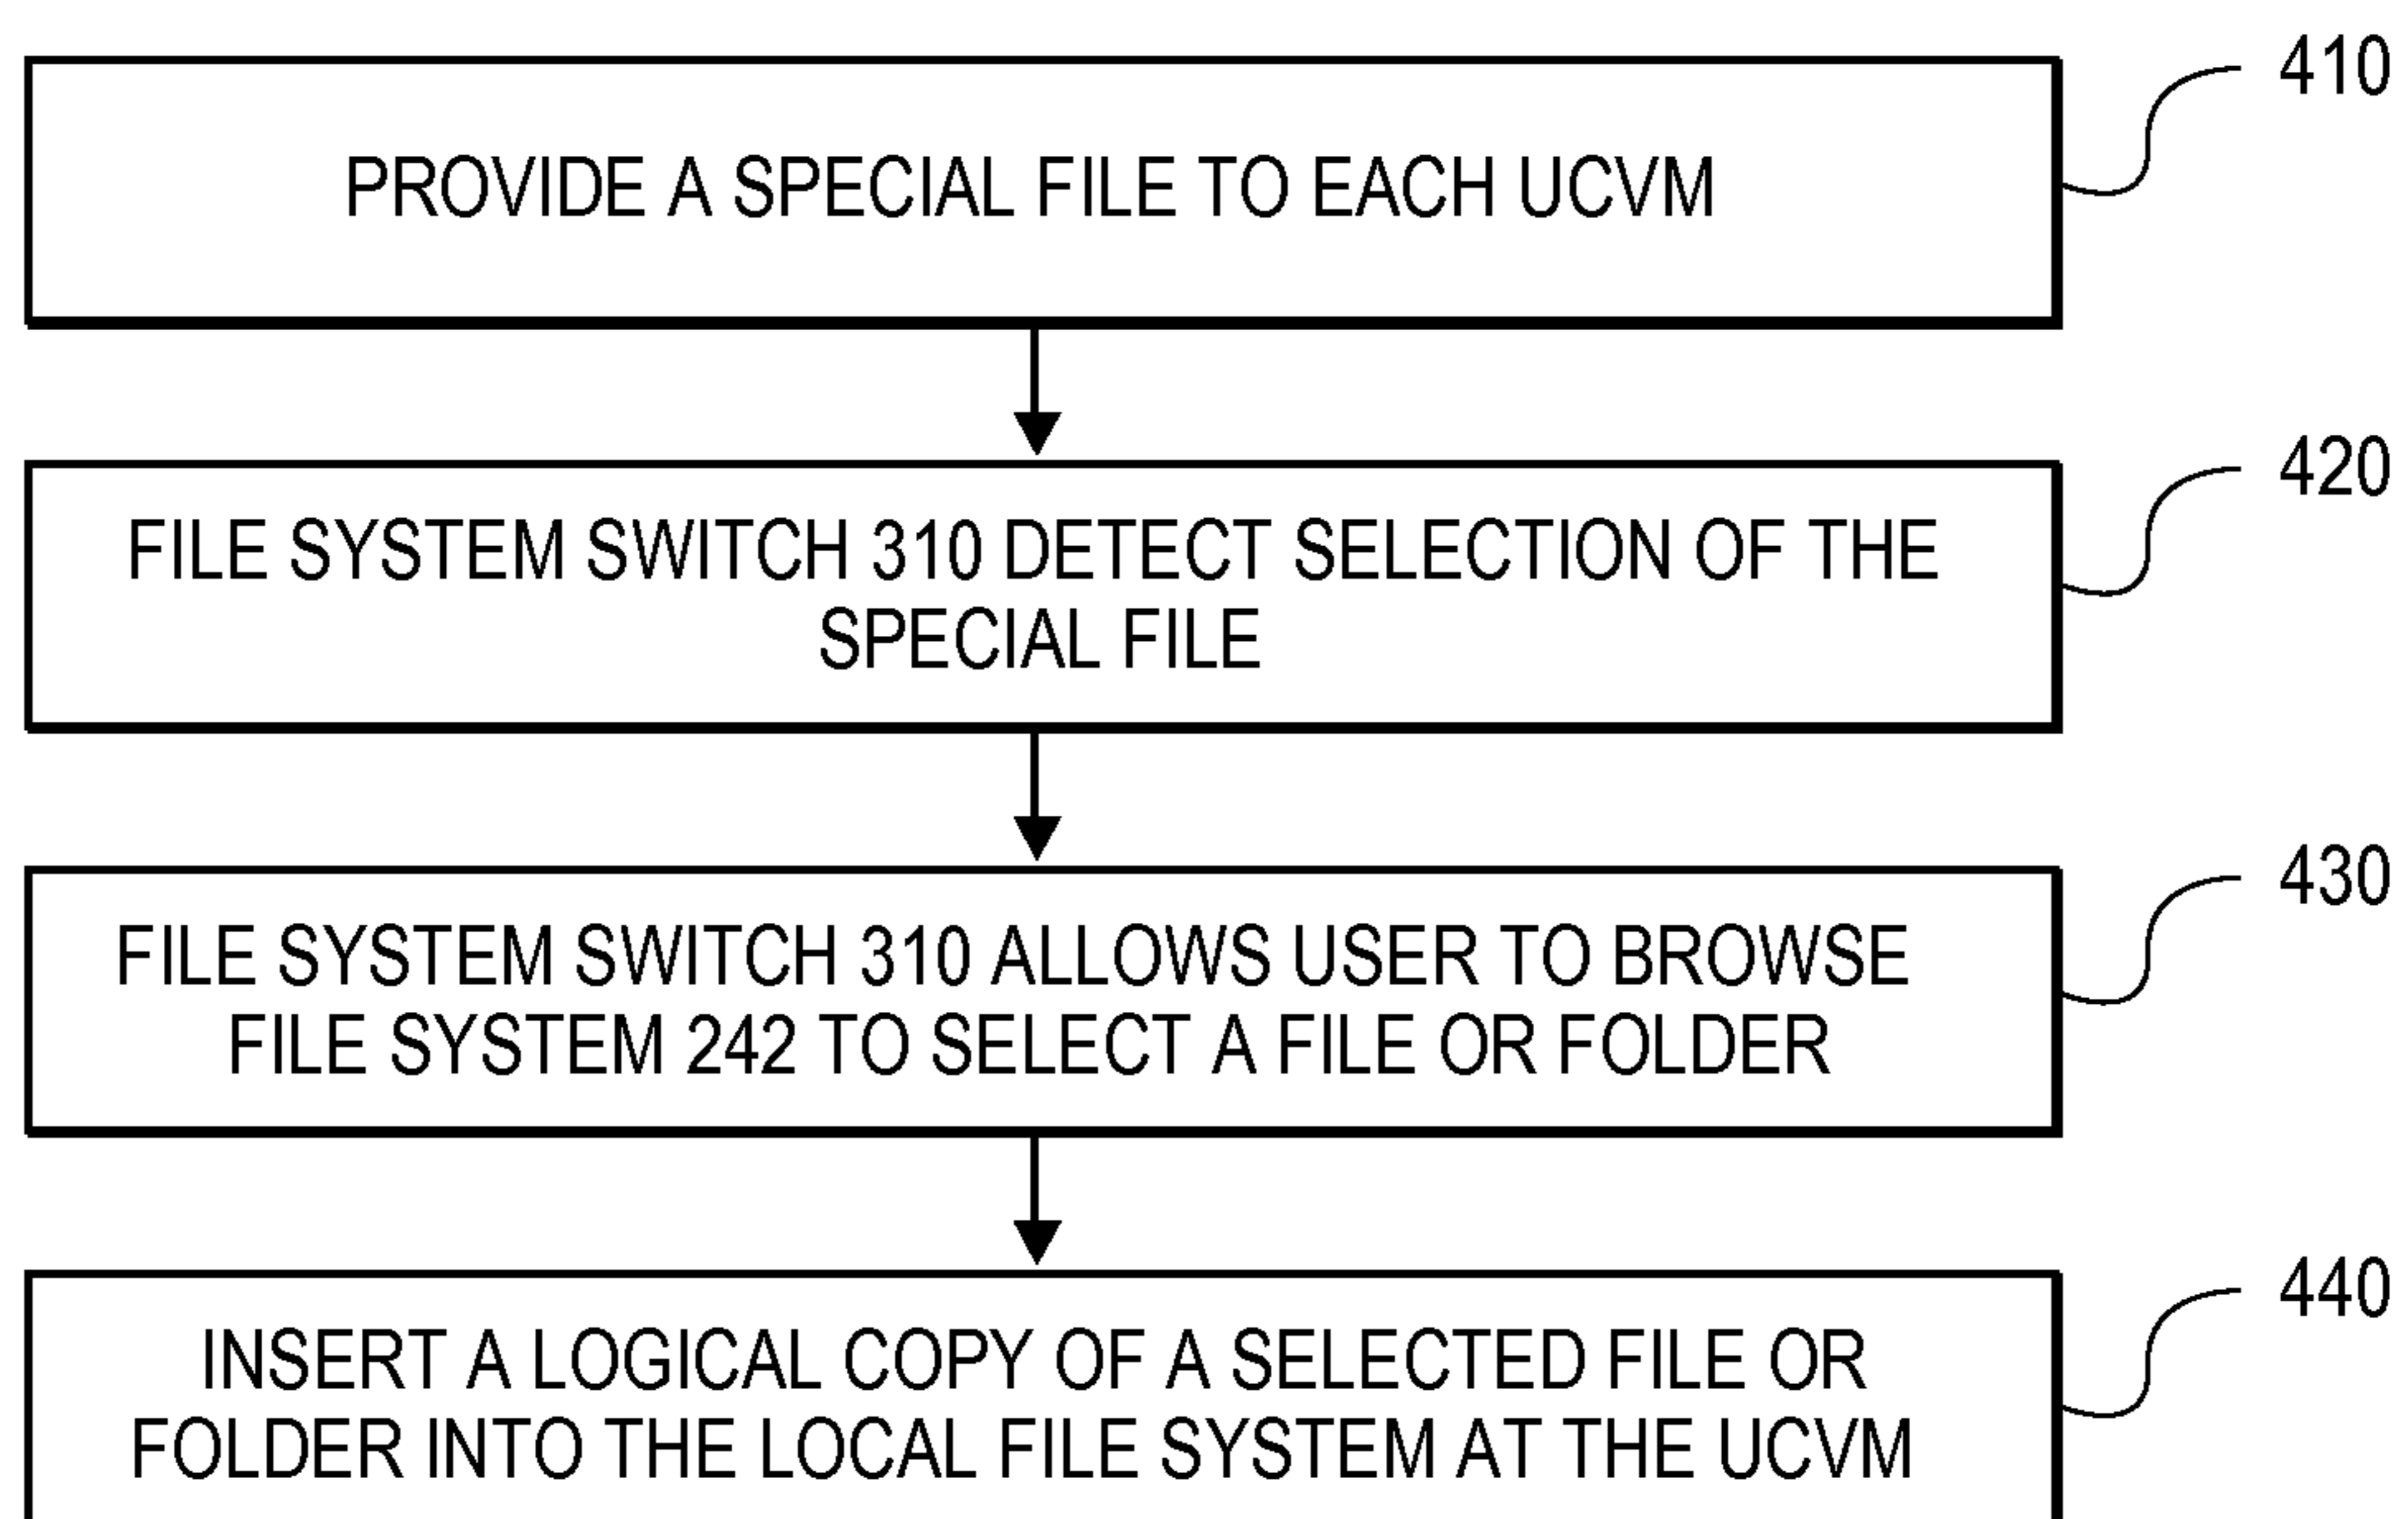 410
PROVIDE A SPECIAL FILE TO EACH UCVM
420
FILE SYSTEM SWITCH 310 DETECT SELECTION OF THE
SPECIAL FILE
430
FILE SYSTEM SWITCH 310 ALLOWS USER TO BROWSE
FILE SYSTEM 242 TO SELECT A FILE OR FOLDER
440
INSERT A LOGICAL COPY OF A SELECTED FILE OR
FOLDER INTO THE LOCAL FILE SYSTEM AT THE UCVM